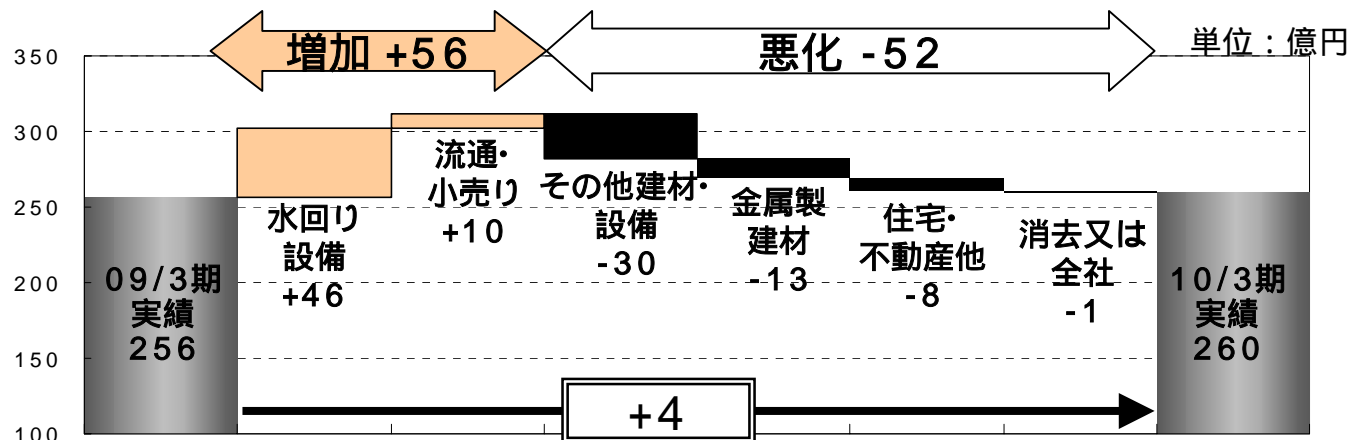 増加 +56
悪化 -52
単位：億円
350
300
250
200
150
100
09/3期
実績
256
水回り
設備
+46
流通・
小売り
+10
その他建材・
設備
-30
金属製
建材
-13
住宅・
不動産他
-8
消去又は
全社
-1
10/3期
実績
260
+4